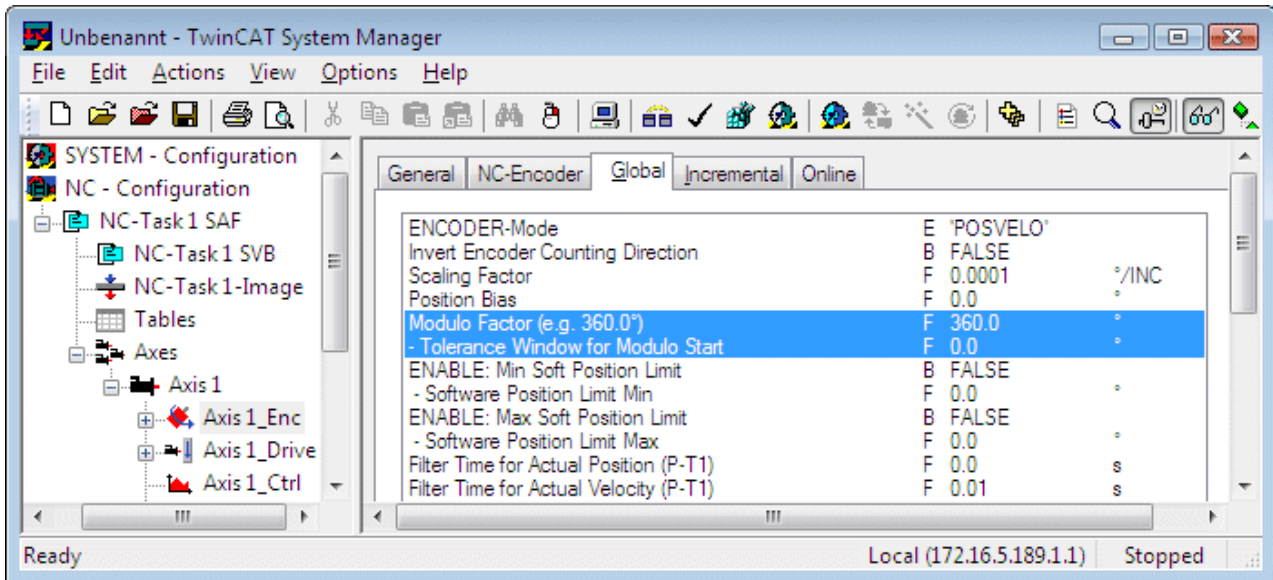 Unbenannt - TwinCAT System Manager
File Edit Actions View Options Help
SYSTEM - Configuration
NC - Configuration
NC-Task 1 SAF
NC-Task 1 SVB
NC-Task 1-Image
Tables
Axes
Axis 1
Axis 1_Enc
Axis 1_Drive
Axis 1_Ctrl
General NC-Encoder Global Incremental Online
ENCODER-Mode E 'POSVELO'
Invert Encoder Counting Direction B FALSE
Scaling Factor F 0.0001 °/INC
Position Bias F 0.0 °
Modulo Factor (e.g. 360.0°) F 360.0 °
- Tolerance Window for Modulo Start F 0.0 °
ENABLE: Min Soft Position Limit B FALSE
- Software Position Limit Min F 0.0 °
ENABLE: Max Soft Position Limit B FALSE
- Software Position Limit Max F 0.0 °
Filter Time for Actual Position (P-T1) F 0.0 s
Filter Time for Actual Velocity (P-T1) F 0.01 s
Ready Local (172.16.5.189.1.1) Stopped